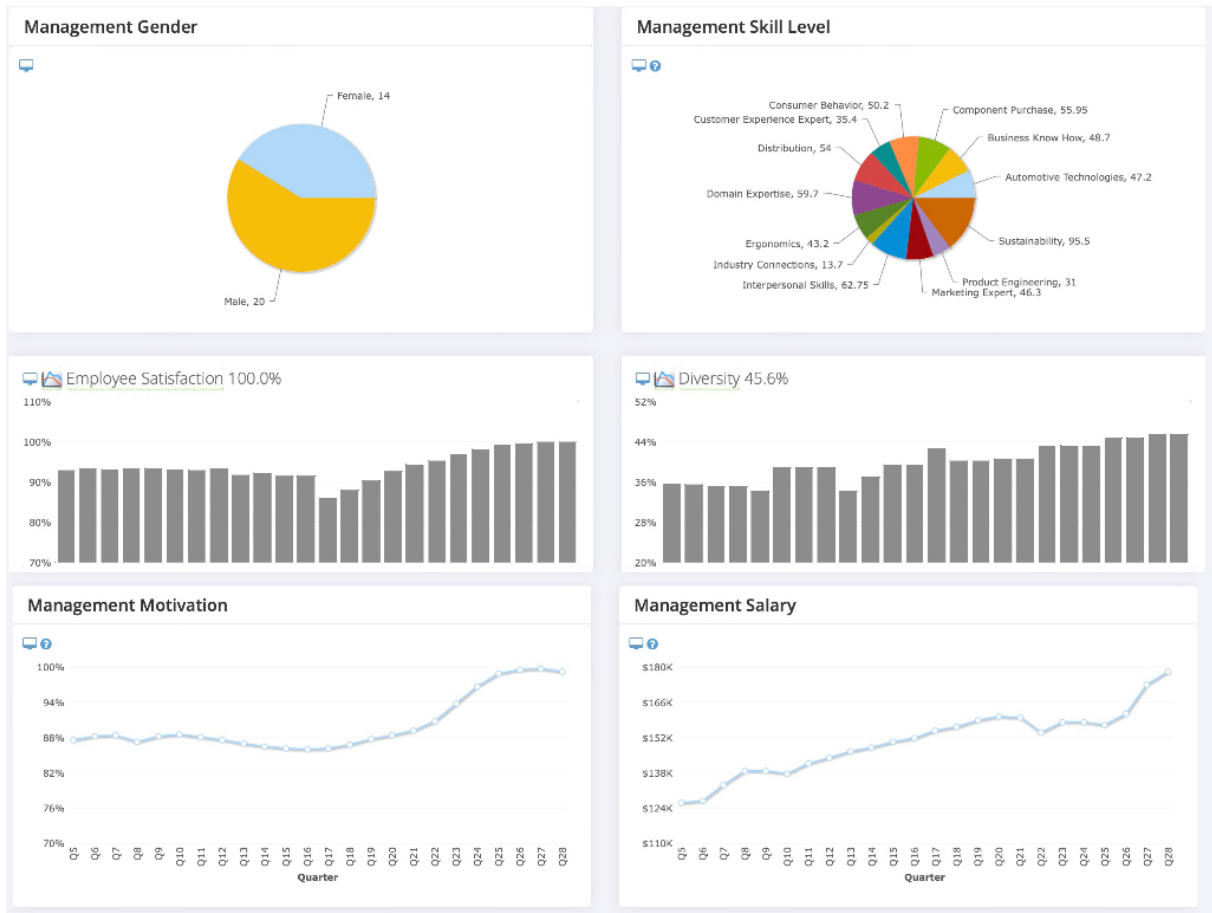 Management Gender
Female, 14
Male, 20
Management Skill Level
Consumer Behavior, 50.2
Component Purchase, 55.95
Customer Experience Expert, 35.4
Business Know How, 48.7
Distribution, 54
Automotive Technologies, 47.2
Domain Expertise, 59.7
Ergonomics, 43.2
Sustainability, 95.5
Industry Connections, 13.7
Product Engineering, 31
Interpersonal Skills, 62.75
Marketing Expert, 46.3
Employee Satisfaction 100.0%
110%
100%
90%
80%
70%
Diversity 45.6%
52%
44%
36%
28%
20%
Management Motivation
100%
94%
88%
82%
76%
70%
Q5 Q6 Q7 Q8 Q9 Q10 Q11 Q12 Q13 Q14 Q15 Q16 Q17 Q18 Q19 Q20 Q21 Q22 Q23 Q24 Q25 Q26 Q27 Q28
Quarter
Management Salary
$180K
$166K
$152K
$138K
$124K
$110K
Q5 Q6 Q7 Q8 Q9 Q10 Q11 Q12 Q13 Q14 Q15 Q16 Q17 Q18 Q19 Q20 Q21 Q22 Q23 Q24 Q25 Q26 Q27 Q28
Quarter